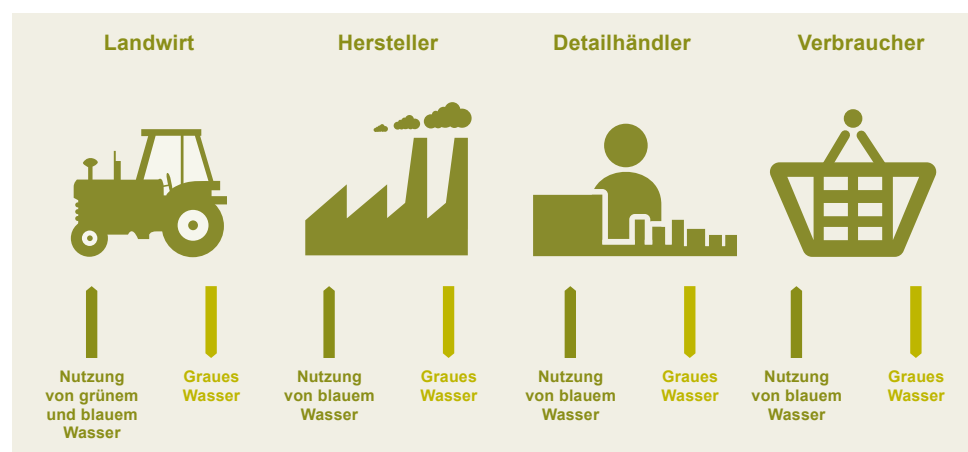 Landwirt
Hersteller
Detailhändler
Verbraucher
Nutzung
von grünem
und blauem
Wasser
Graues
Wasser
Nutzung
von blauem
Wasser
Graues
Wasser
Nutzung
von blauem
Wasser
Graues
Wasser
Nutzung
von blauem
Wasser
Graues
Wasser